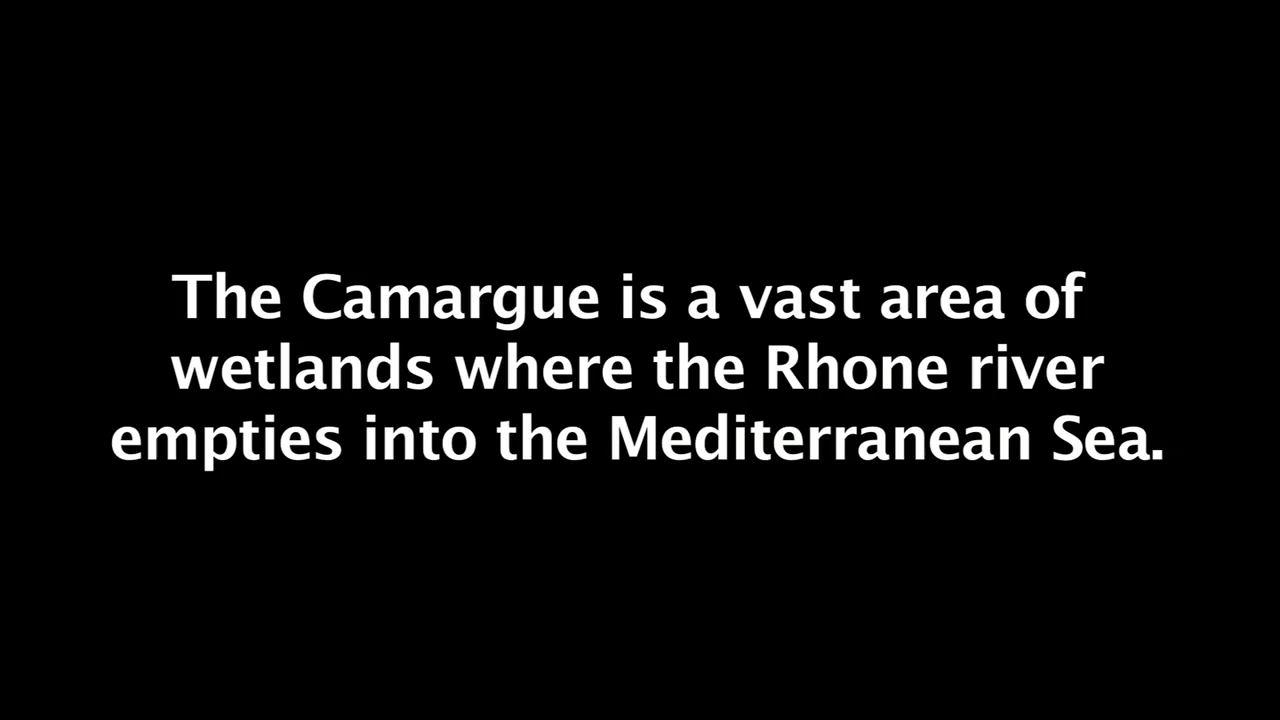 The Camargue is a vast area of
wetlands where the Rhone river
empties into the Mediterranean Sea.